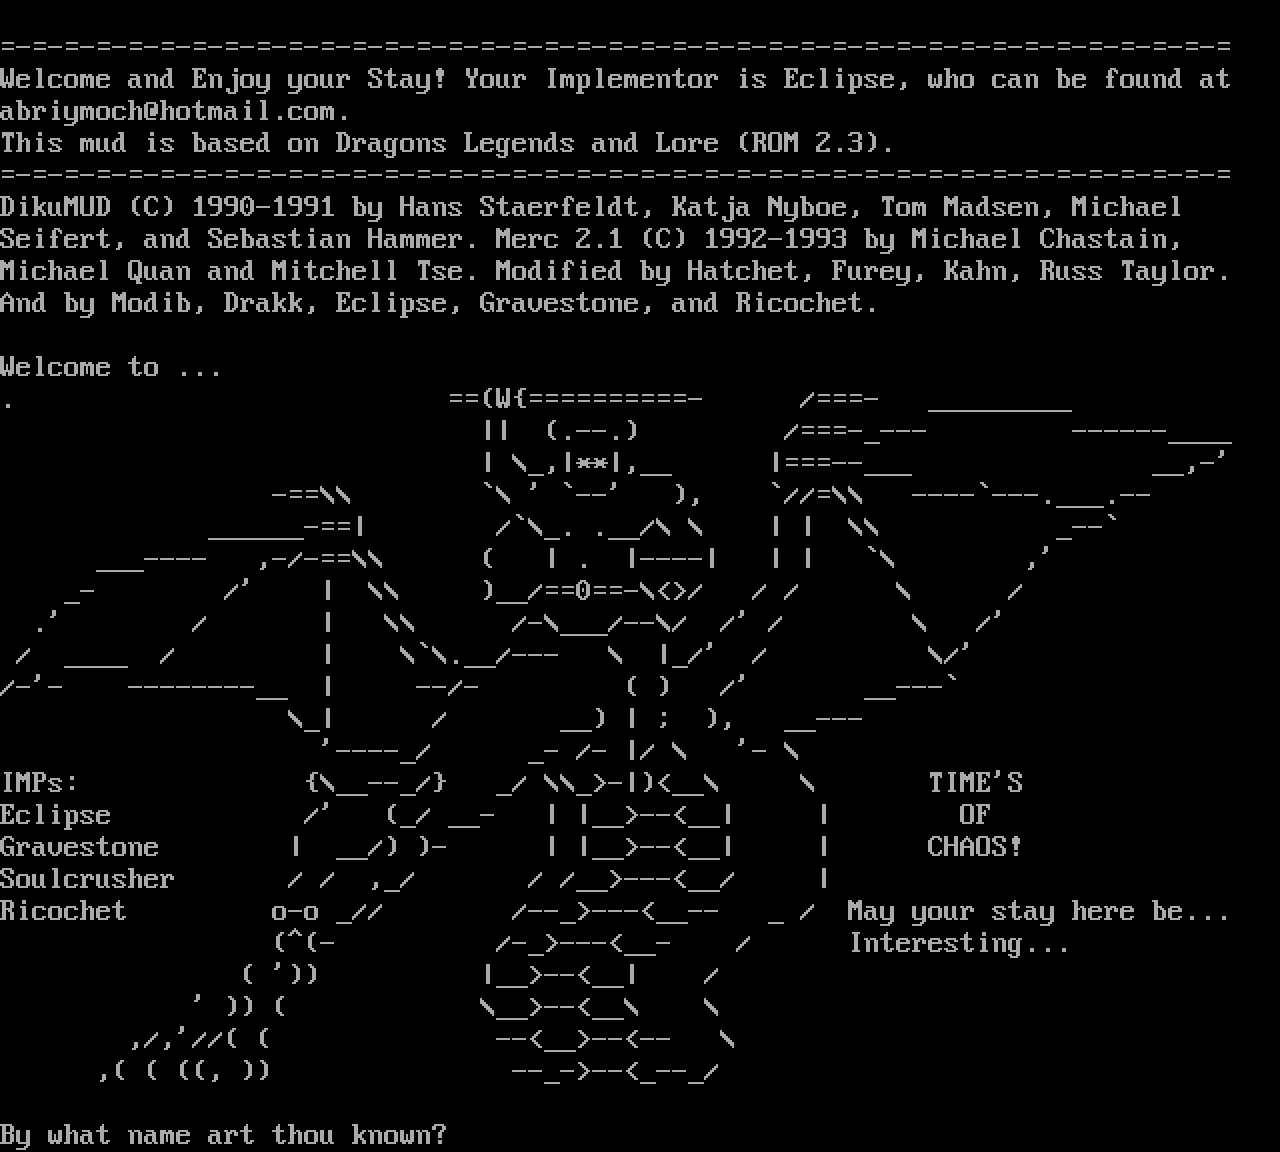 Welcome and Enjoy your Stay! Your Implementor is Eclipse, who can be found at
abriymoch@hotmail.com.
This mud is based on Dragons Legends and Lore (ROM 2.3).
DikuMUD (C) 1990-1991 by Hans Staerfeldt, Katja Nyboe, Tom Madsen, Michael
Seifert, and Sebastian Hammer. Merc 2.1 (C) 1992-1993 by Michael Chastain,
Michael Quan and Mitchell Tse. Modified by Hatchet, Furey, Kahn, Russ Taylor.
And by Modib, Drakk, Eclipse, Gravestone, and Ricochet.
Welcome to ...
IMPs:
Eclipse
Gravestone
Soulcrusher
Ricochet
TIME'S
OF
CHAOS!
May your stay here be...
Interesting...
By what name art thou known?